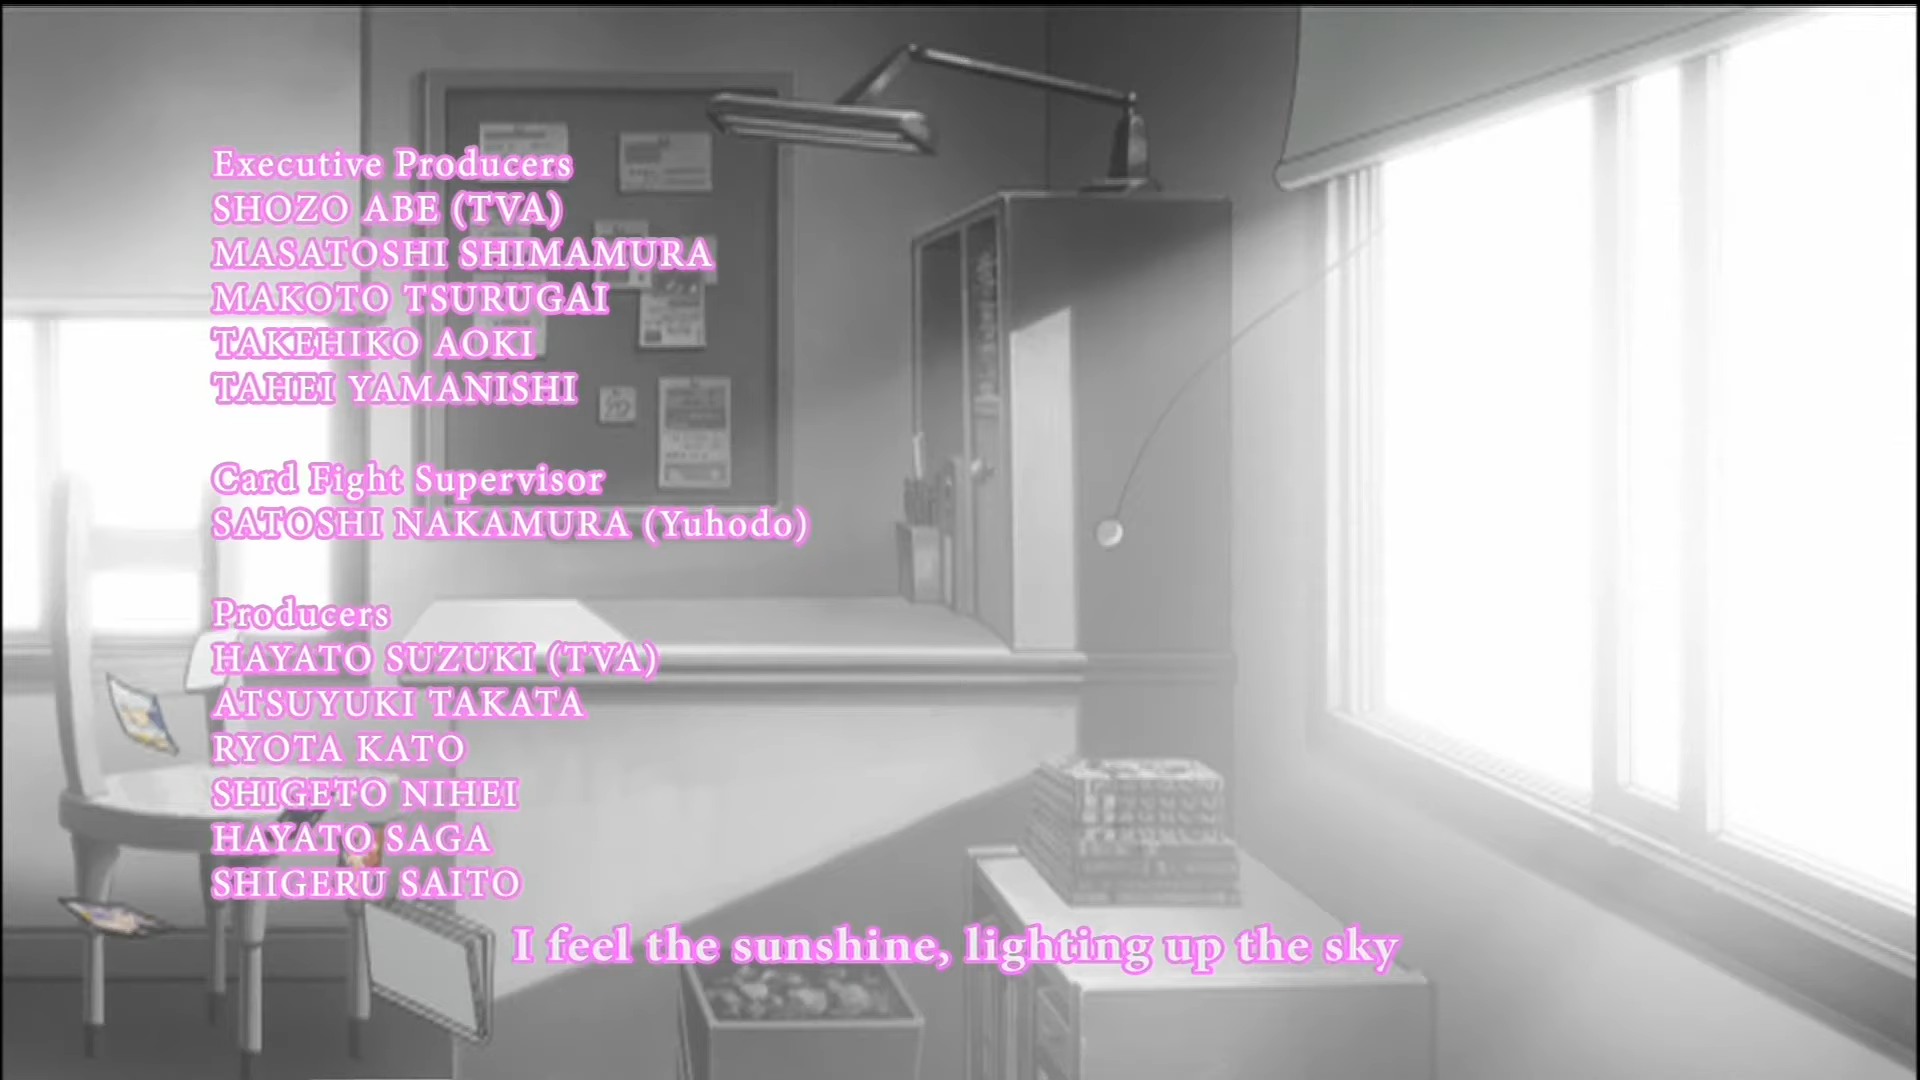 Executive Producers
SHOZO ABE (TVA)
MASATOSHI SHIMAMURA
MAKOTO TSURUGAI
TAKEHIKO AOKI
TAHEI YAMANISHI
Card Fight Supervisor
SATOSHI NAKAMURA (Yuhodo)
Producers
HAYATO SUZUKI (TVA)
ATSUYUKI TAKATA
RYOTA KATO
SHIGETO NIHEI
HAYATO SAGA
SHIGERU SAITO
I feel the sunshine, lighting up the sky